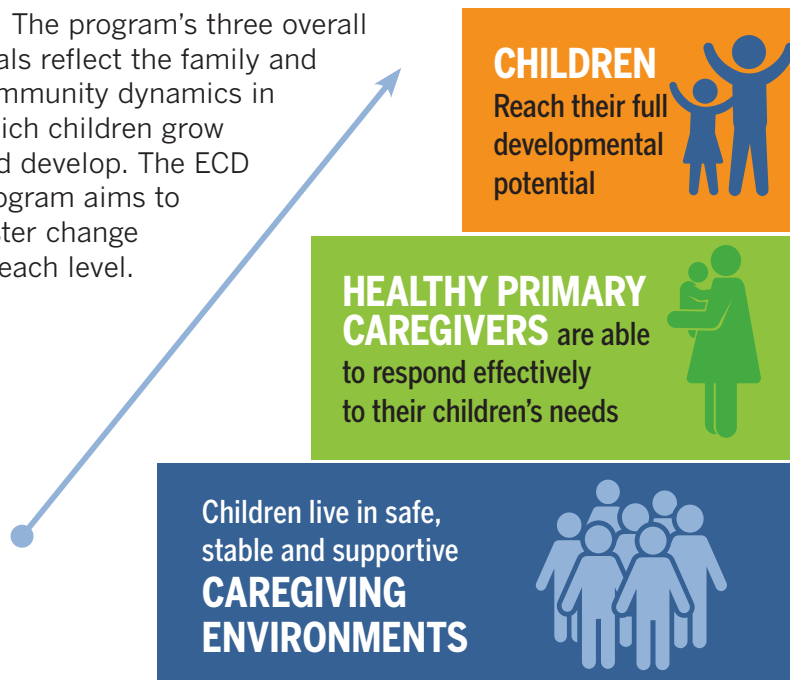 The program’s three overall
als reflect the family and
mmunity dynamics in
ich children grow
d develop. The ECD
ogram aims to
ster change
each level.
CHILDREN
Reach their full
developmental
potential
HEALTHY PRIMARY
CAREGIVERS are able
to respond effectively
to their children’s needs
Children live in safe,
stable and supportive
CAREGIVING
ENVIRONMENTS